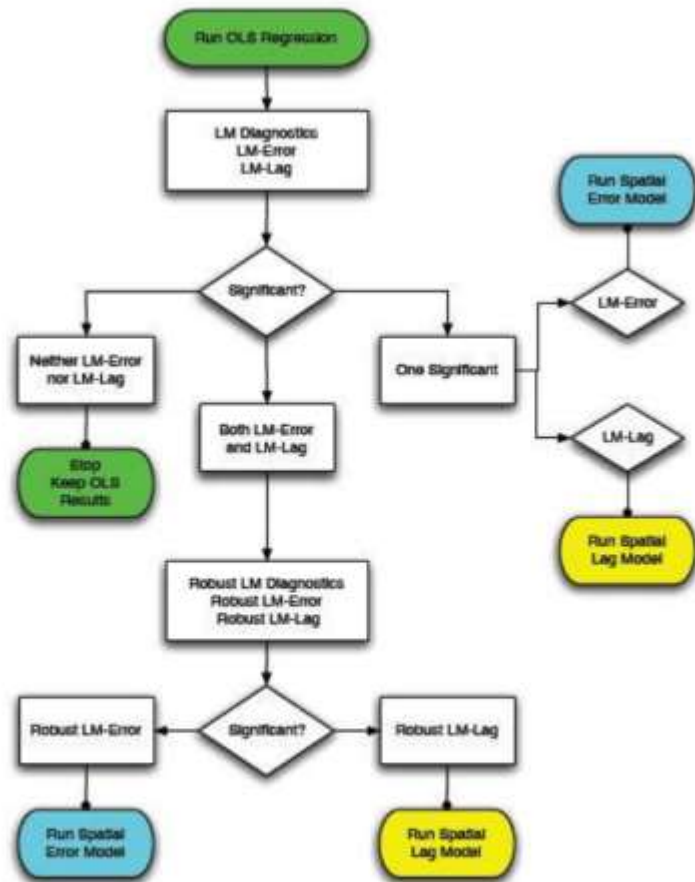 Run OLS Regression
LM Diagnostics
LM-Error
LM-Lag
Run Spatial
Error Model
Significant?
LM-Error
Neither LM-Error
nor LM-Lag
One Significant
Both LM-Error
and LM-Lag
LM-Lag
Stop
Keep OLS
Results
Run Spatial
Lag Model
Robust LM Diagnostics
Robust LM-Error
Robust LM-Lag
Robust LM-Error
Significant?
Robust LM-Lag
Run Spatial
Error Model
Run Spatial
Lag Model